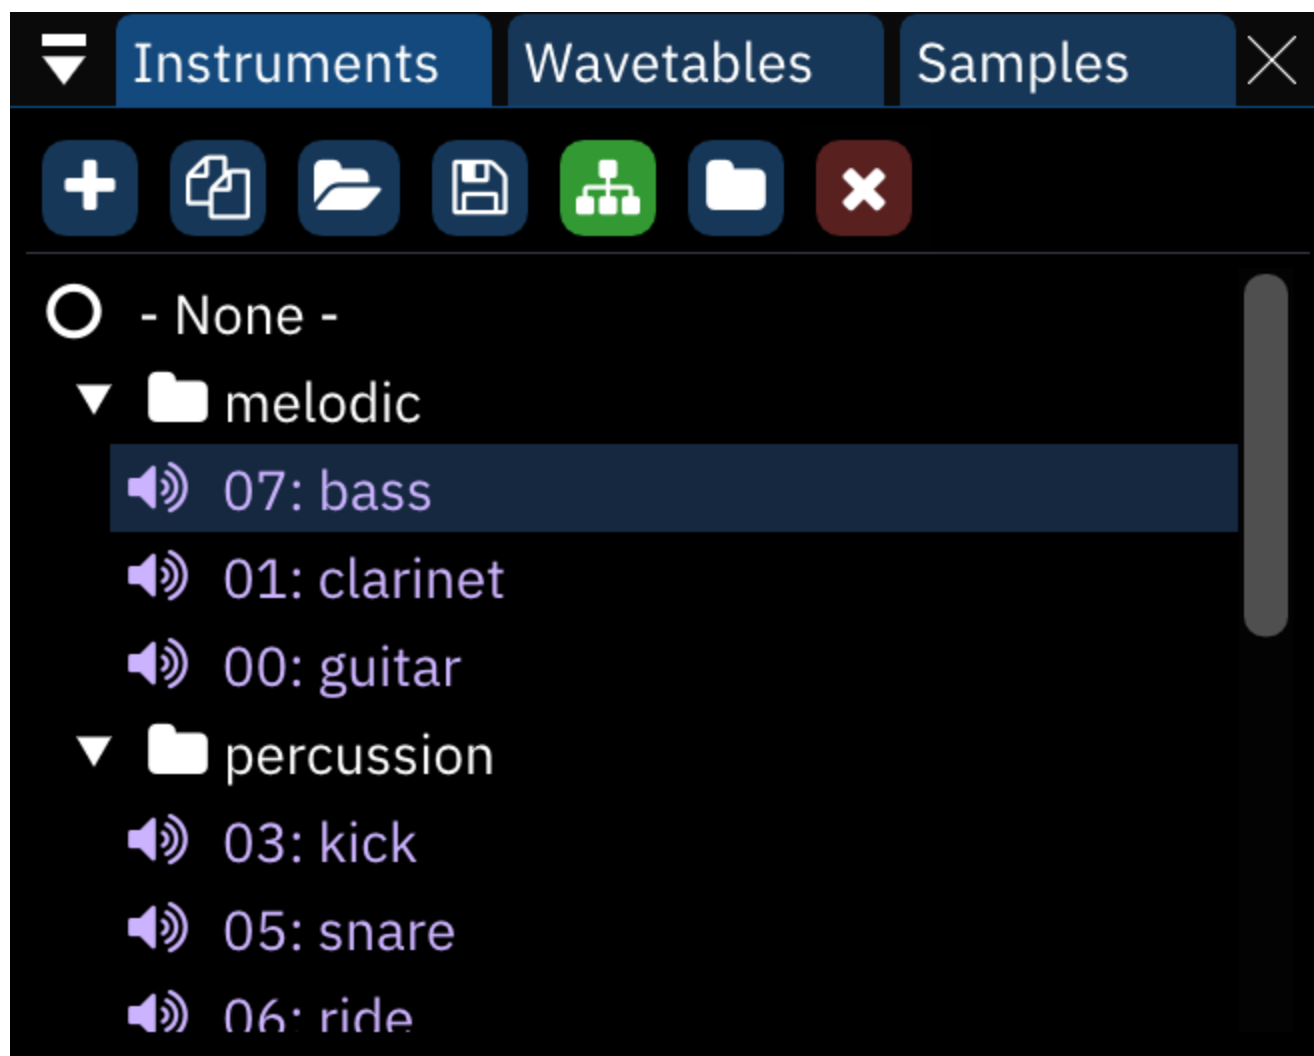 Instruments Wavetables Samples
- None -
melodic
07: bass
01: clarinet
00: guitar
percussion
03: kick
05: snare
06: ride